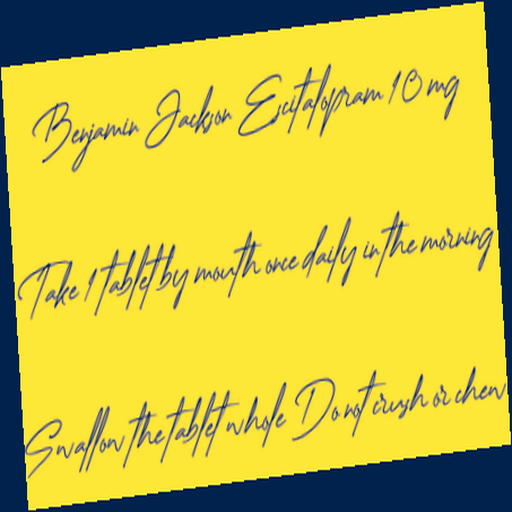 Benjamin Jackson Escitalopram 10 mg
Take 1 tablet by mouth once daily in the morning
Swallow the tablet whole Do not crush or chew